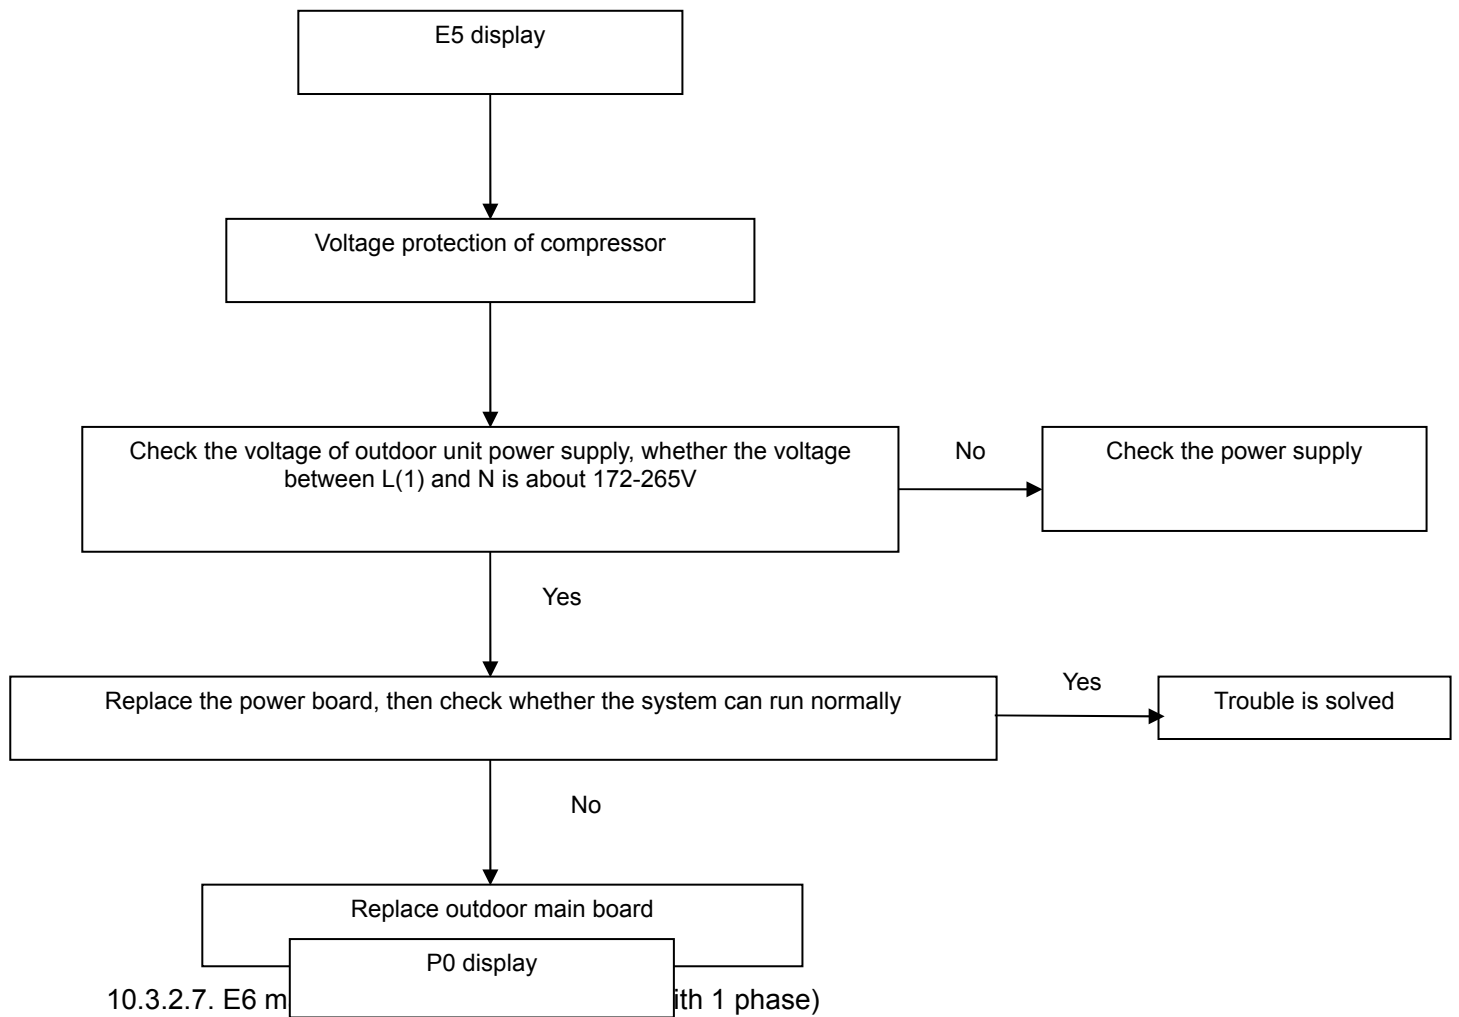 E5 display
Voltage protection of compressor
Check the voltage of outdoor unit power supply, whether the voltage
between L(1) and N is about 172-265V
No
Check the power supply
Yes
Replace the power board, then check whether the system can run normally
Yes
Trouble is solved
No
Replace outdoor main board
P0 display
10.3.2.7. E6 m ith 1 phase)